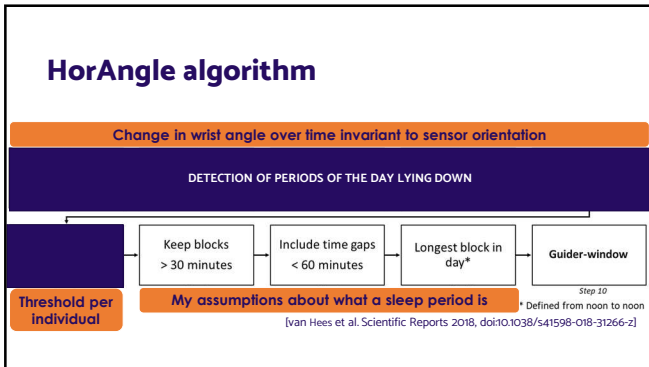 HorAngle algorithm
Change in wrist angle over time invariant to sensor orientation
DETECTION OF PERIODS OF THE DAY LYING DOWN
Keep blocks
> 30 minutes
Include time gaps
< 60 minutes
Longest block in
day*
Guider-window
Step 10
Threshold per
individual
My assumptions about what a sleep period is
* Defined from noon to noon
[van Hees et al. Scientific Reports 2018, doi:10.1038/s41598-018-31266-z]